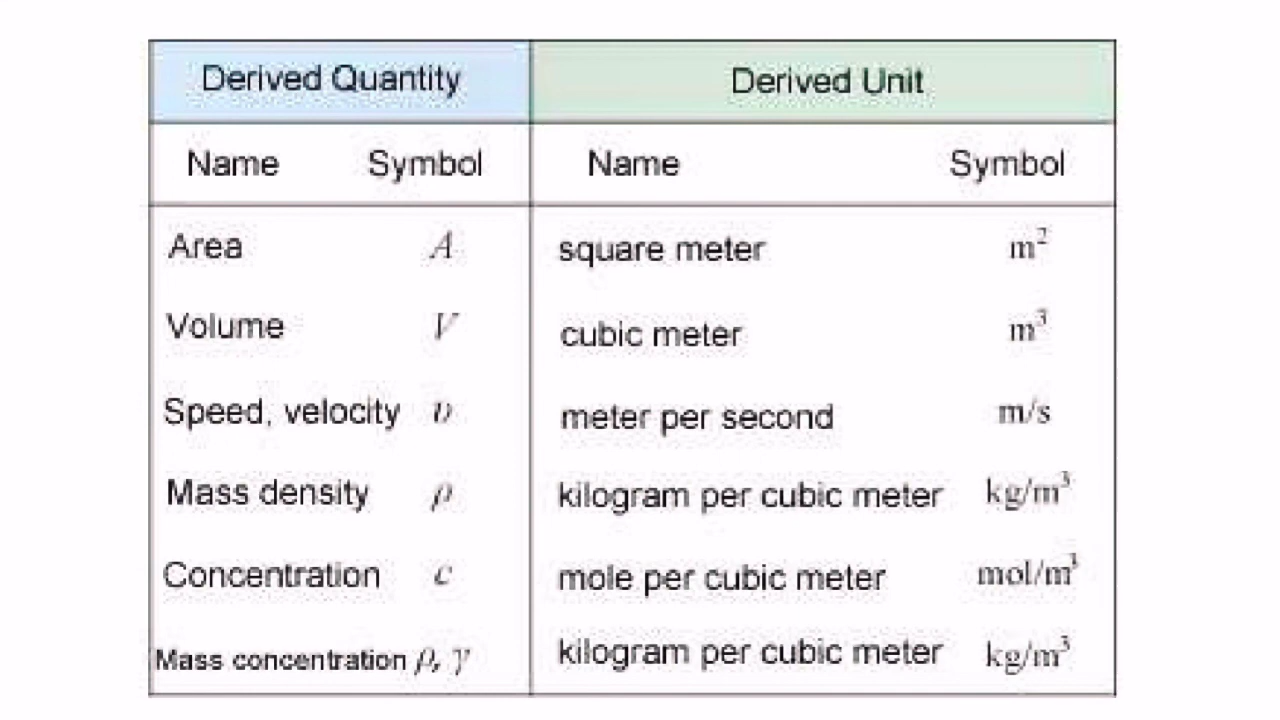 Derived Quantity Derived Unit
Name Symbol Name Symbol
Area A square meter m²
Volume V cubic meter m³
Speed, velocity υ meter per second m/s
Mass density ρ kilogram per cubic meter kg/m³
Concentration c mole per cubic meter mol/m³
Mass concentration ρ, γ kilogram per cubic meter kg/m³